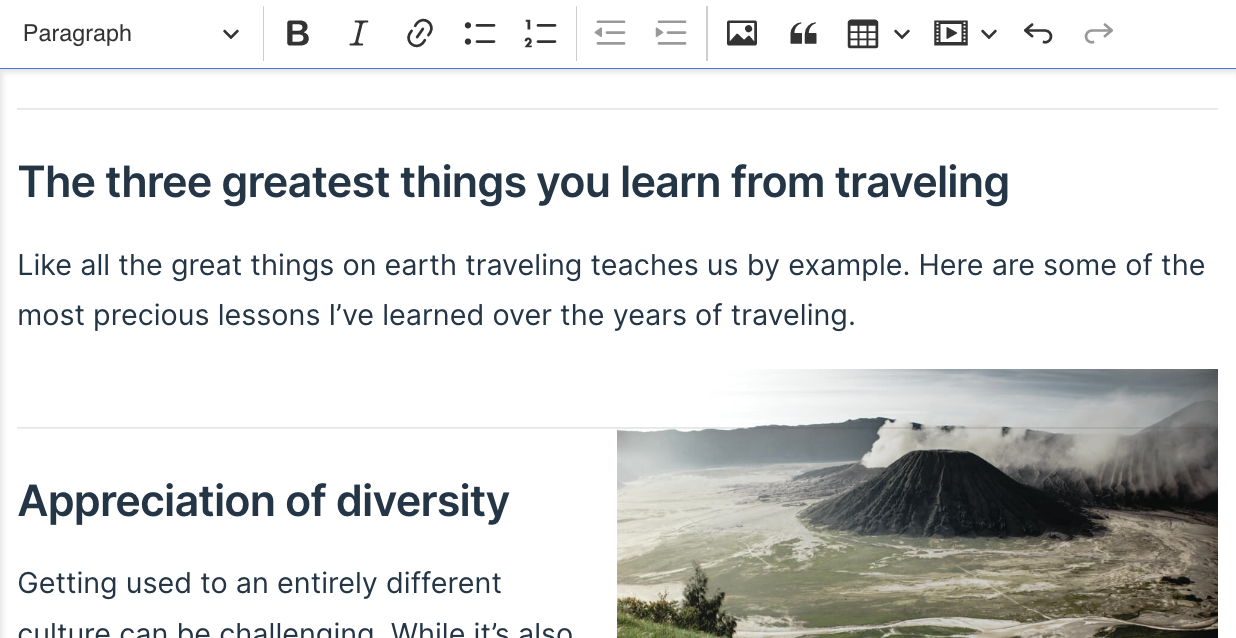 Paragraph
The three greatest things you learn from traveling
Like all the great things on earth traveling teaches us by example. Here are some of the
most precious lessons I’ve learned over the years of traveling.
Appreciation of diversity
Getting used to an entirely different
culture can be challenging. While it’s also